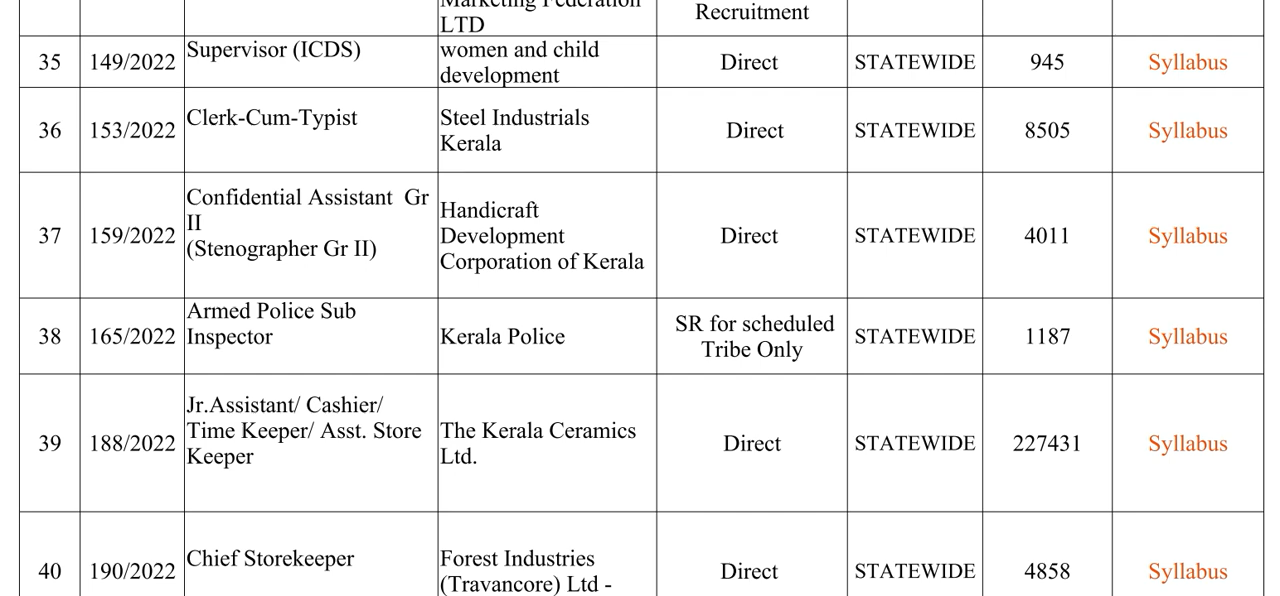 Marketing Federation
LTD
Recruitment
35 149/2022 Supervisor (ICDS) women and child
development Direct STATEWIDE 945 Syllabus
36 153/2022 Clerk-Cum-Typist Steel Industrials
Kerala Direct STATEWIDE 8505 Syllabus
37 159/2022 Confidential Assistant Gr
II
(Stenographer Gr II) Handicraft
Development
Corporation of Kerala Direct STATEWIDE 4011 Syllabus
38 165/2022 Armed Police Sub
Inspector Kerala Police SR for scheduled
Tribe Only STATEWIDE 1187 Syllabus
39 188/2022 Jr.Assistant/ Cashier/
Time Keeper/ Asst. Store
Keeper The Kerala Ceramics
Ltd. Direct STATEWIDE 227431 Syllabus
40 190/2022 Chief Storekeeper Forest Industries
(Travancore) Ltd - Direct STATEWIDE 4858 Syllabus